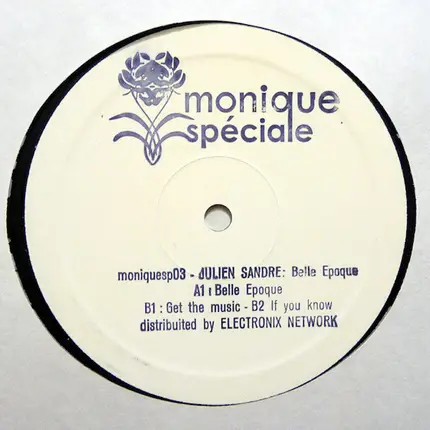 monique
spéciale
moniquesp03 - JULIEN SANDRE: Belle Epoque
A1 : Belle Epoque
B1 : Get the music - B2 If you know
distribuited by ELECTRONIX NETWORK